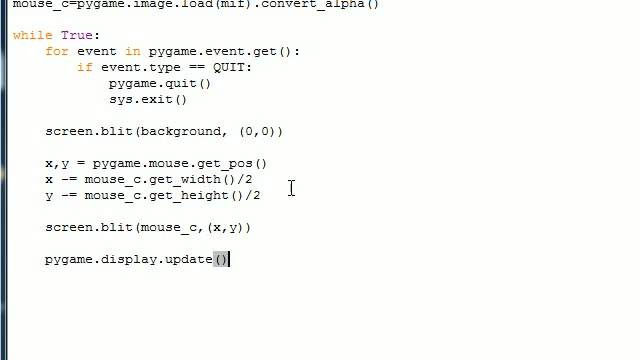 mouse_c=pygame.image.load(mif).convert_alpha()
while True:
for event in pygame.event.get():
if event.type == QUIT:
pygame.quit()
sys.exit()
screen.blit(background, (0,0))
x,y = pygame.mouse.get_pos()
x -= mouse_c.get_width()/2
y -= mouse_c.get_height()/2
screen.blit(mouse_c,(x,y))
pygame.display.update()